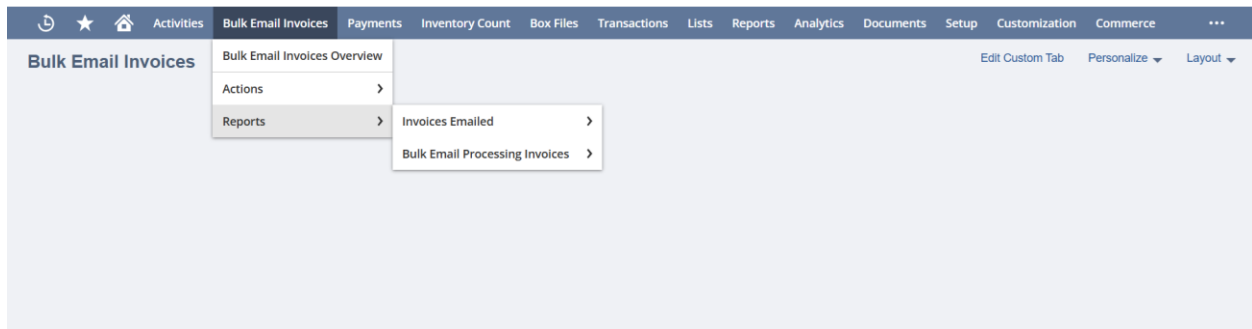 Activities Bulk Email Invoices Payments Inventory Count Box Files Transactions Lists Reports Analytics Documents Setup Customization Commerce ...
Bulk Email Invoices
Bulk Email Invoices Overview
Edit Custom Tab Personalize Layout
Actions
Reports
Invoices Emailed
Bulk Email Processing Invoices